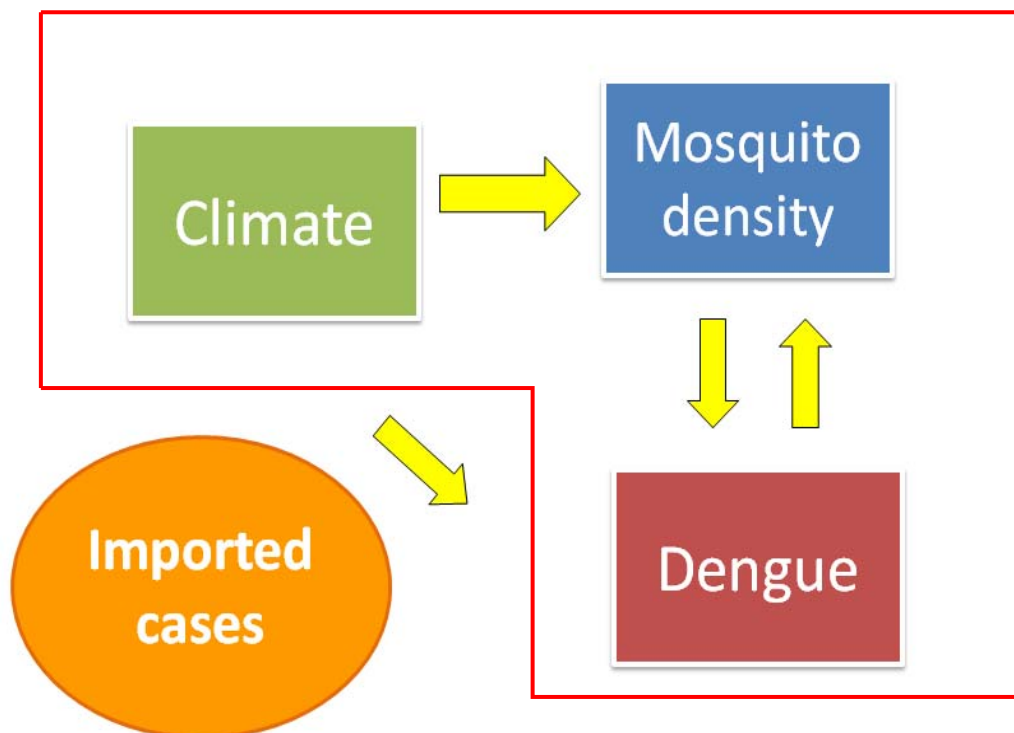 Climate
Mosquito
density
Imported
cases
Dengue